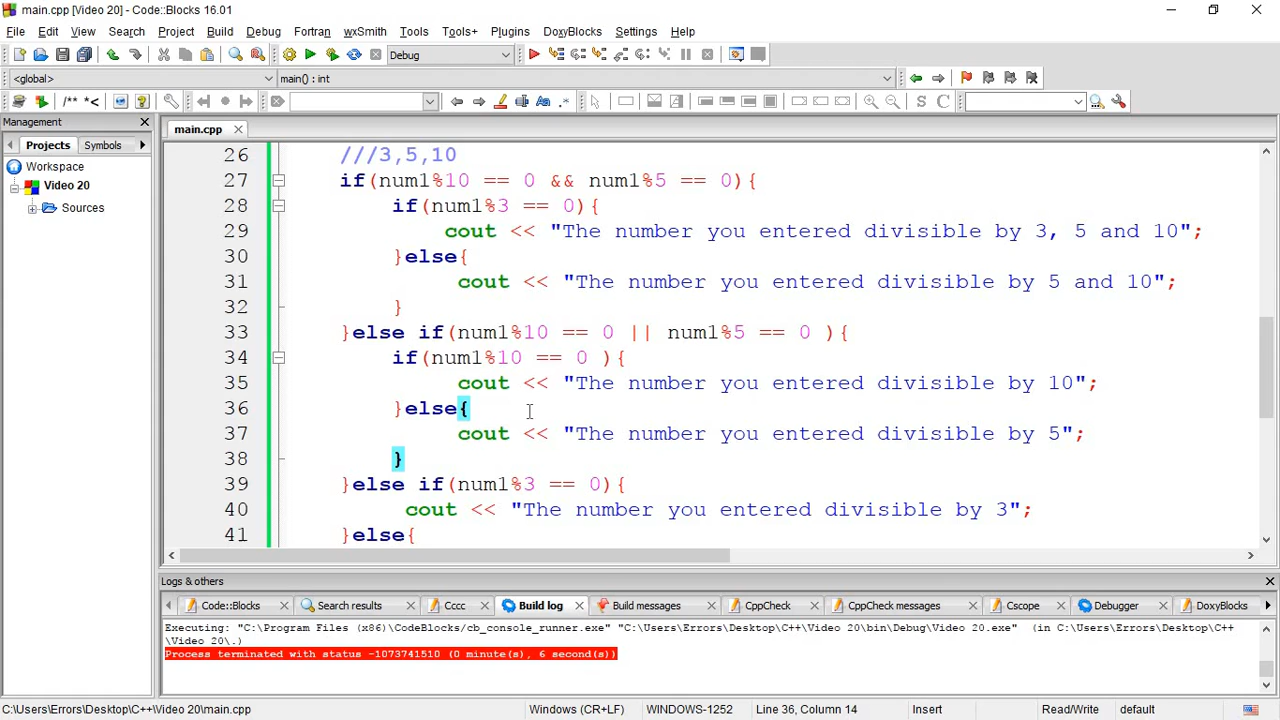 main.cpp [Video 20] - Code::Blocks 16.01
File Edit View Search Project Build Debug Fortran wxSmith Tools Tools+ Plugins DoxyBlocks Settings Help
Debug
<global> main() : int
/** *< Aa .* S C
Management
main.cpp
Projects Symbols
Workspace
Video 20
Sources
26 ///3,5,10
27 if(num1%10 == 0 && num1%5 == 0){
28 if(num1%3 == 0){
29 cout << "The number you entered divisible by 3, 5 and 10";
30 }else{
31 cout << "The number you entered divisible by 5 and 10";
32 }
33 }else if(num1%10 == 0 || num1%5 == 0 ){
34 if(num1%10 == 0 ){
35 cout << "The number you entered divisible by 10";
36 }else{
37 cout << "The number you entered divisible by 5";
38 }
39 }else if(num1%3 == 0){
40 cout << "The number you entered divisible by 3";
41 }else{
Logs & others
Code::Blocks Search results Cccc Build log Build messages CppCheck CppCheck messages Cscope Debugger DoxyBlocks
Executing: "C:\Program Files (x86)\CodeBlocks/cb_console_runner.exe" "C:\Users\Errors\Desktop\C++\Video 20\bin\Debug\Video 20.exe" (in C:\Users\Errors\Desktop\C++
\Video 20\.)
Process terminated with status -1073741510 (0 minute(s), 6 second(s))
C:\Users\Errors\Desktop\C++\Video 20\main.cpp Windows (CR+LF) WINDOWS-1252 Line 36, Column 14 Insert Read/Write default